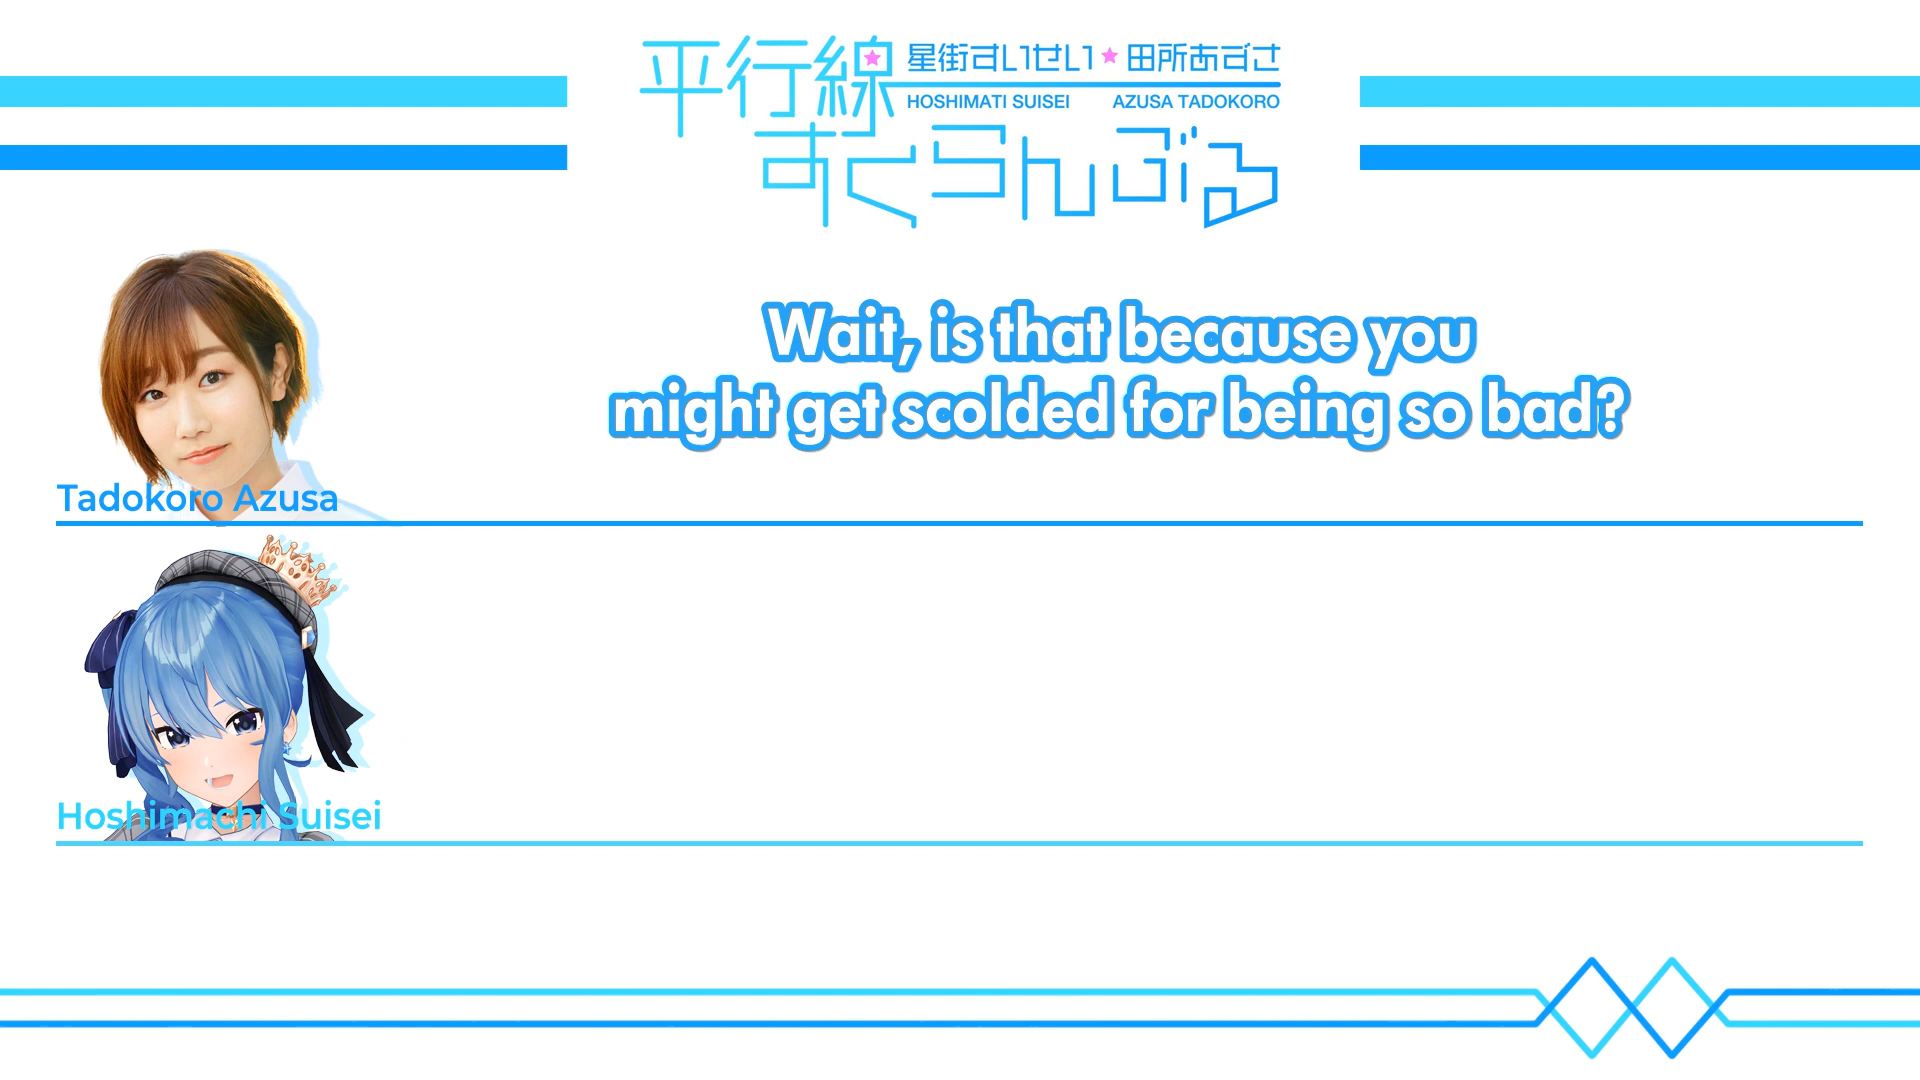 平行線
星街すいせい★田所あずさ
HOSHIMATI SUISEI AZUSA TADOKORO
すくらんぶる
Wait, is that because you
might get scolded for being so bad?
Tadokoro Azusa
Hoshimachi Suisei